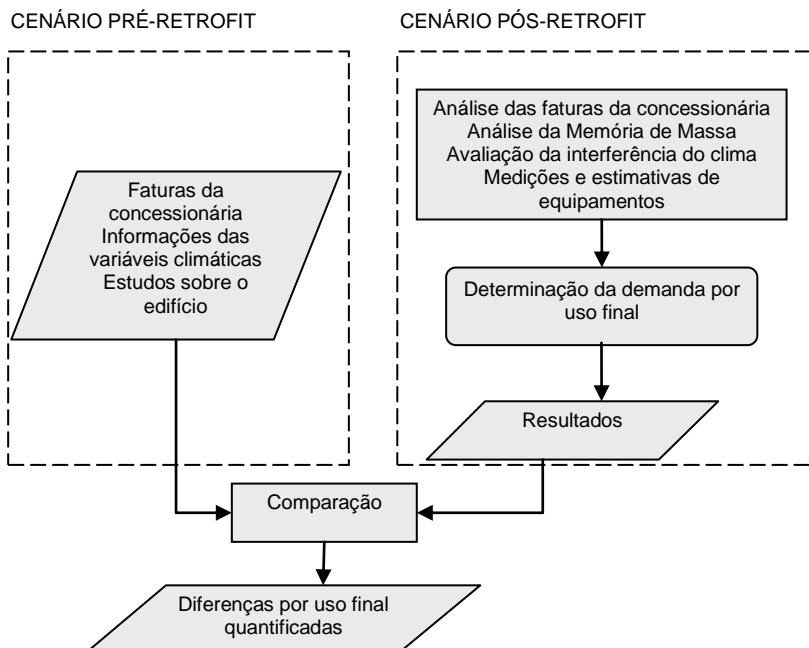 CENÁRIO PRÉ-RETROFIT
Faturas da
concessionária
Informações das
variáveis climáticas
Estudos sobre o
edifício
CENÁRIO PÓS-RETROFIT
Análise das faturas da concessionária
Análise da Memória de Massa
Avaliação da interferência do clima
Medições e estimativas de
equipamentos
Determinação da demanda por
uso final
Resultados
Comparação
Diferenças por uso final
quantificadas